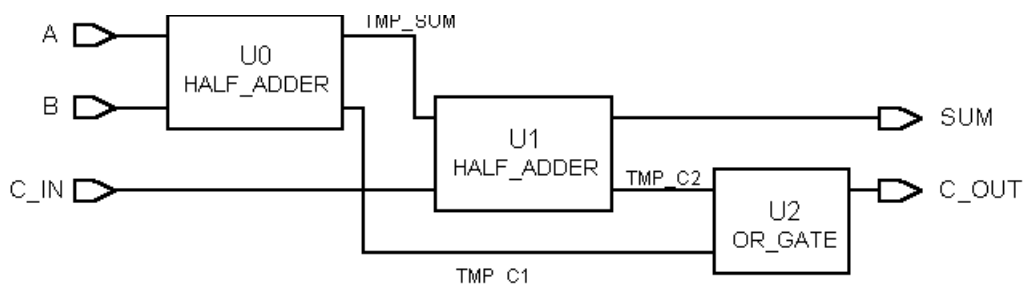 TMP_SUM
A
U0
HALF_ADDER
B
SUM
U1
HALF_ADDER
C_IN
TMP_C2
C_OUT
U2
OR_GATE
TMP_C1